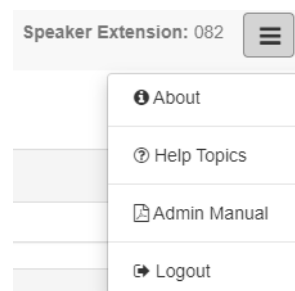 Speaker Extension: 082
About
Help Topics
Admin Manual
Logout